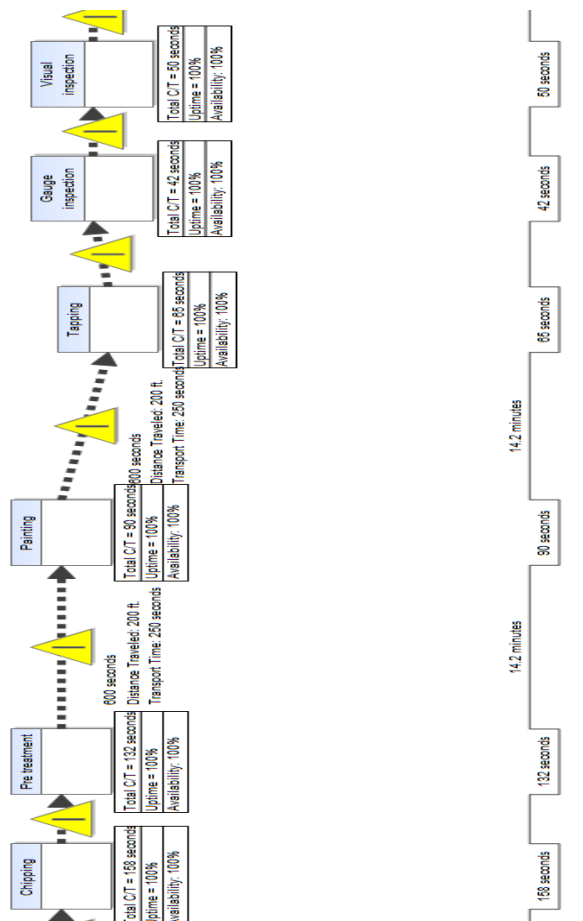 Chipping
otal C/T = 158 seconds
ptime = 100%
vailability: 100%
Pre treatment
Total C/T = 132 seconds
Uptime = 100%
Availability: 100%
600 seconds
Distance Traveled: 200 ft.
Transport Time: 250 seconds
Painting
Total C/T = 90 seconds
Uptime = 100%
Availability: 100%
600 seconds
Distance Traveled: 200 ft.
Transport Time: 250 seconds
Tapping
Total C/T = 65 seconds
Uptime = 100%
Availability: 100%
Gauge
inspection
Total C/T = 42 seconds
Uptime = 100%
Availability: 100%
Visual
inspection
Total C/T = 50 seconds
Uptime = 100%
Availability: 100%
158 seconds
132 seconds
14.2 minutes
90 seconds
14.2 minutes
65 seconds
42 seconds
50 seconds